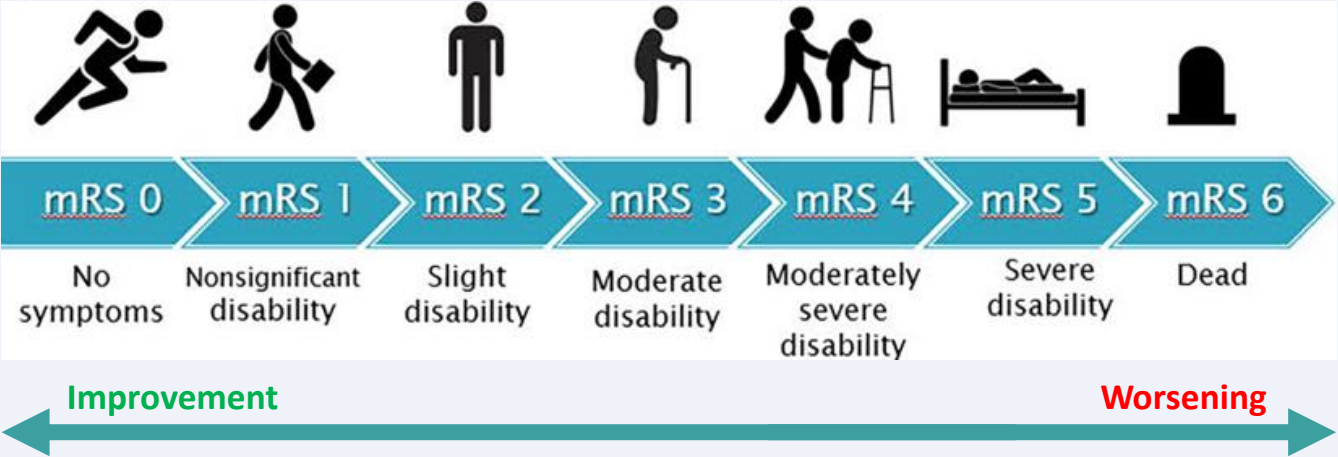 mRS 0 mRS 1 mRS 2 mRS 3 mRS 4 mRS 5 mRS 6
No
symptoms
Nonsignificant
disability
Slight
disability
Moderate
disability
Moderately
severe
disability
Severe
disability
Dead
Improvement
Worsening